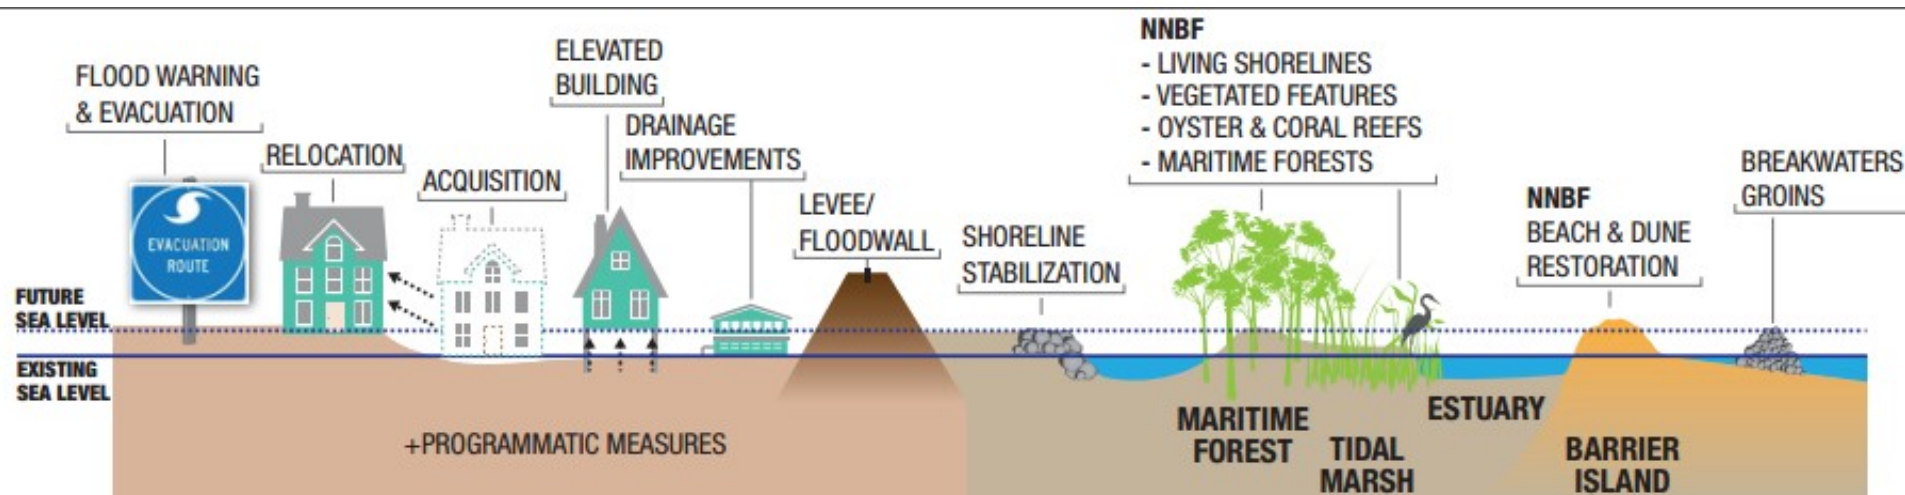 FLOOD WARNING
& EVACUATION
EVACUATION
ROUTE
RELOCATION
ACQUISITION
ELEVATED
BUILDING
DRAINAGE
IMPROVEMENTS
LEVEE/
FLOODWALL
SHORELINE
STABILIZATION
NNBF
- LIVING SHORELINES
- VEGETATED FEATURES
- OYSTER & CORAL REEFS
- MARITIME FORESTS
NNBF
BEACH & DUNE
RESTORATION
BREAKWATERS
GROINS
FUTURE
SEA LEVEL
EXISTING
SEA LEVEL
+PROGRAMMATIC MEASURES
MARITIME
FOREST
TIDAL
MARSH
ESTUARY
BARRIER
ISLAND